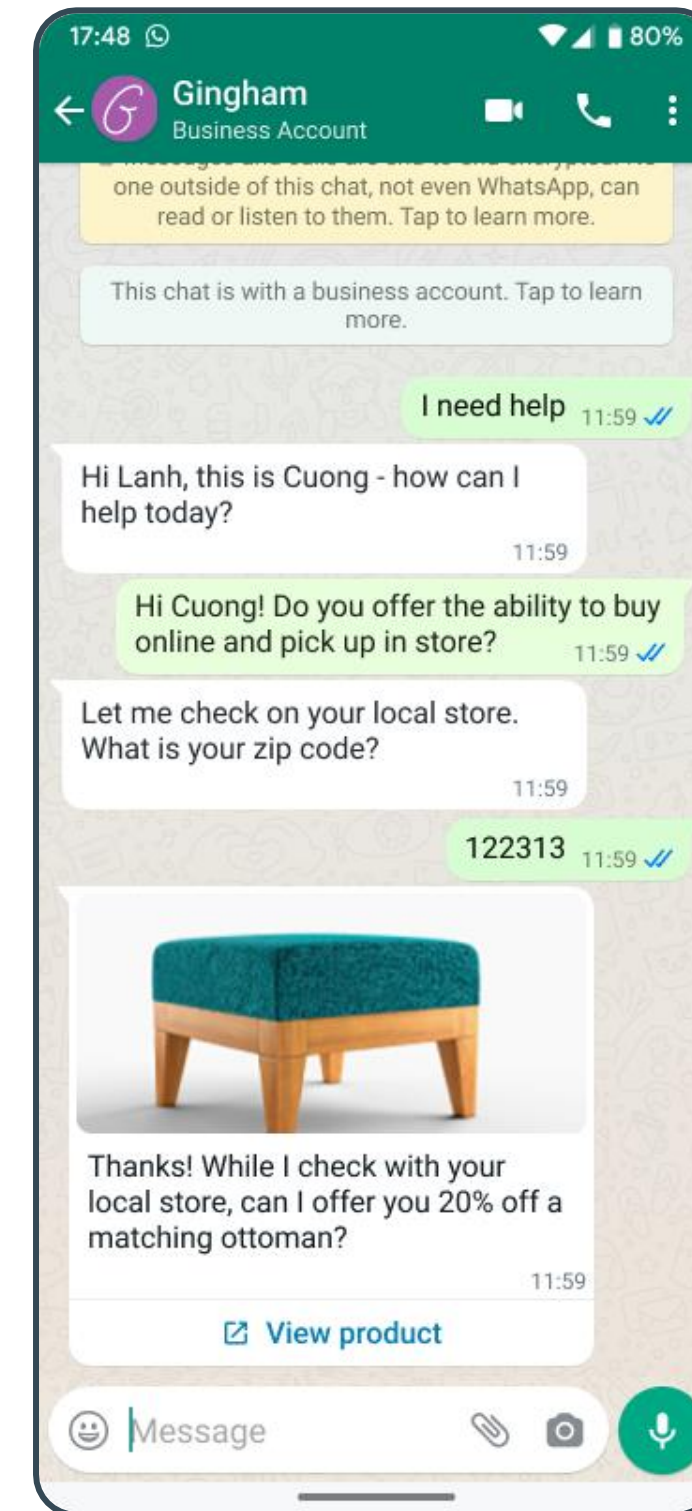 17:48 80%
Gingham
Business Account
one outside of this chat, not even WhatsApp, can
read or listen to them. Tap to learn more.
This chat is with a business account. Tap to learn
more.
I need help 11:59
Hi Lanh, this is Cuong - how can I
help today?
11:59
Hi Cuong! Do you offer the ability to buy
online and pick up in store? 11:59
Let me check on your local store.
What is your zip code?
11:59
122313 11:59
Thanks! While I check with your
local store, can I offer you 20% off a
matching ottoman?
11:59
View product
Message